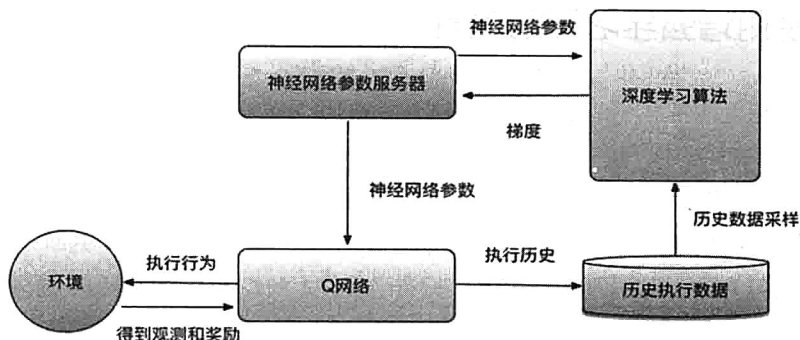 神经网络参数
神经网络参数服务器
深度学习算法
梯度
神经网络参数
历史数据采样
执行行为
执行历史
环境
Q网络
历史执行数据
得到观测和奖励